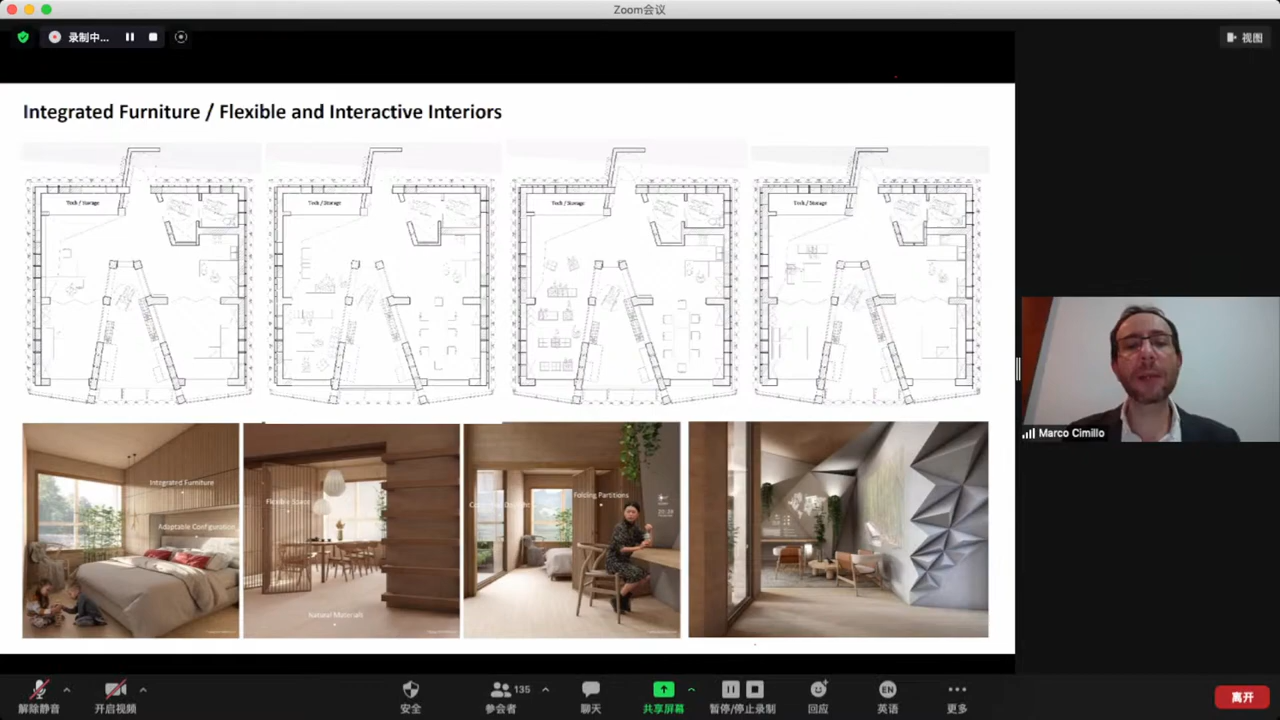 Zoom会议
录制中...
视图
Integrated Furniture / Flexible and Interactive Interiors
Tech / Storage
Tech / Storage
Tech / Storage
Tech / Storage
Integrated Furniture
Adaptable Configuration
Flexible Space
Natural Materials
Folding Partitions
20:28
Marco Cimillo
解除静音
开启视频
安全
135
参会者
聊天
共享屏幕
暂停/停止录制
回应
EN
英语
更多
离开